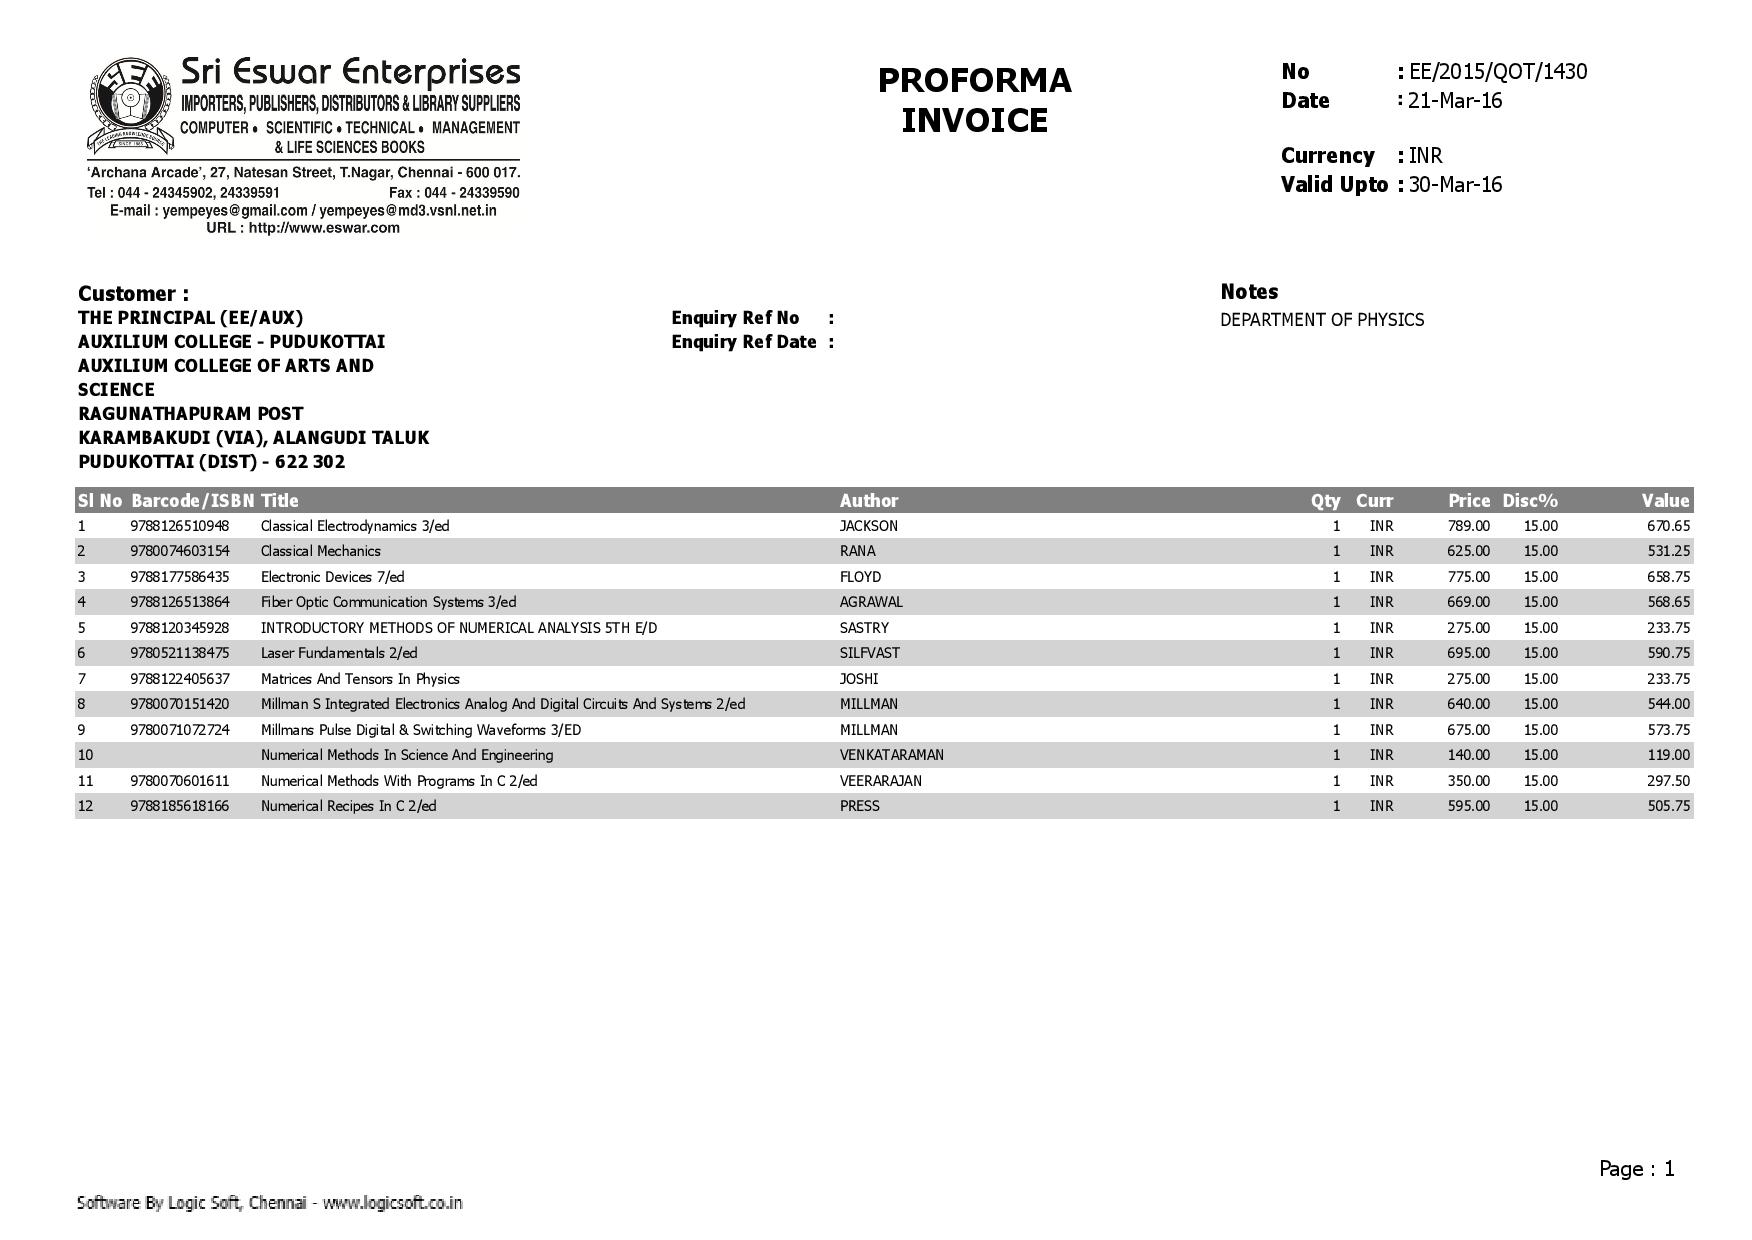 Sri Eswar Enterprises
IMPORTERS, PUBLISHERS, DISTRIBUTORS & LIBRARY SUPPLIERS
COMPUTER • SCIENTIFIC • TECHNICAL • MANAGEMENT
& LIFE SCIENCES BOOKS
SINCE 1983
'Archana Arcade', 27, Natesan Street, T.Nagar, Chennai - 600 017.
Tel : 044 - 24345902, 24339591 Fax : 044 - 24339590
E-mail : yempeyes@gmail.com / yempeyes@md3.vsnl.net.in
URL : http://www.eswar.com
PROFORMA
INVOICE
No : EE/2015/QOT/1430
Date : 21-Mar-16
Currency : INR
Valid Upto : 30-Mar-16
Customer :
THE PRINCIPAL (EE/AUX)
AUXILIUM COLLEGE - PUDUKOTTAI
AUXILIUM COLLEGE OF ARTS AND
SCIENCE
RAGUNATHAPURAM POST
KARAMBAKUDI (VIA), ALANGUDI TALUK
PUDUKOTTAI (DIST) - 622 302
Enquiry Ref No :
Enquiry Ref Date :
Notes
DEPARTMENT OF PHYSICS
Sl No Barcode/ISBN Title Author Qty Curr Price Disc% Value
1 9788126510948 Classical Electrodynamics 3/ed JACKSON 1 INR 789.00 15.00 670.65
2 9780074603154 Classical Mechanics RANA 1 INR 625.00 15.00 531.25
3 9788177586435 Electronic Devices 7/ed FLOYD 1 INR 775.00 15.00 658.75
4 9788126513864 Fiber Optic Communication Systems 3/ed AGRAWAL 1 INR 669.00 15.00 568.65
5 9788120345928 INTRODUCTORY METHODS OF NUMERICAL ANALYSIS 5TH E/D SASTRY 1 INR 275.00 15.00 233.75
6 9780521138475 Laser Fundamentals 2/ed SILFVAST 1 INR 695.00 15.00 590.75
7 9788122405637 Matrices And Tensors In Physics JOSHI 1 INR 275.00 15.00 233.75
8 9780070151420 Millman S Integrated Electronics Analog And Digital Circuits And Systems 2/ed MILLMAN 1 INR 640.00 15.00 544.00
9 9780071072724 Millmans Pulse Digital & Switching Waveforms 3/ED MILLMAN 1 INR 675.00 15.00 573.75
10 Numerical Methods In Science And Engineering VENKATARAMAN 1 INR 140.00 15.00 119.00
11 9780070601611 Numerical Methods With Programs In C 2/ed VEERARAJAN 1 INR 350.00 15.00 297.50
12 9788185618166 Numerical Recipes In C 2/ed PRESS 1 INR 595.00 15.00 505.75
Page : 1
Software By Logic Soft, Chennai - www.logicsoft.co.in